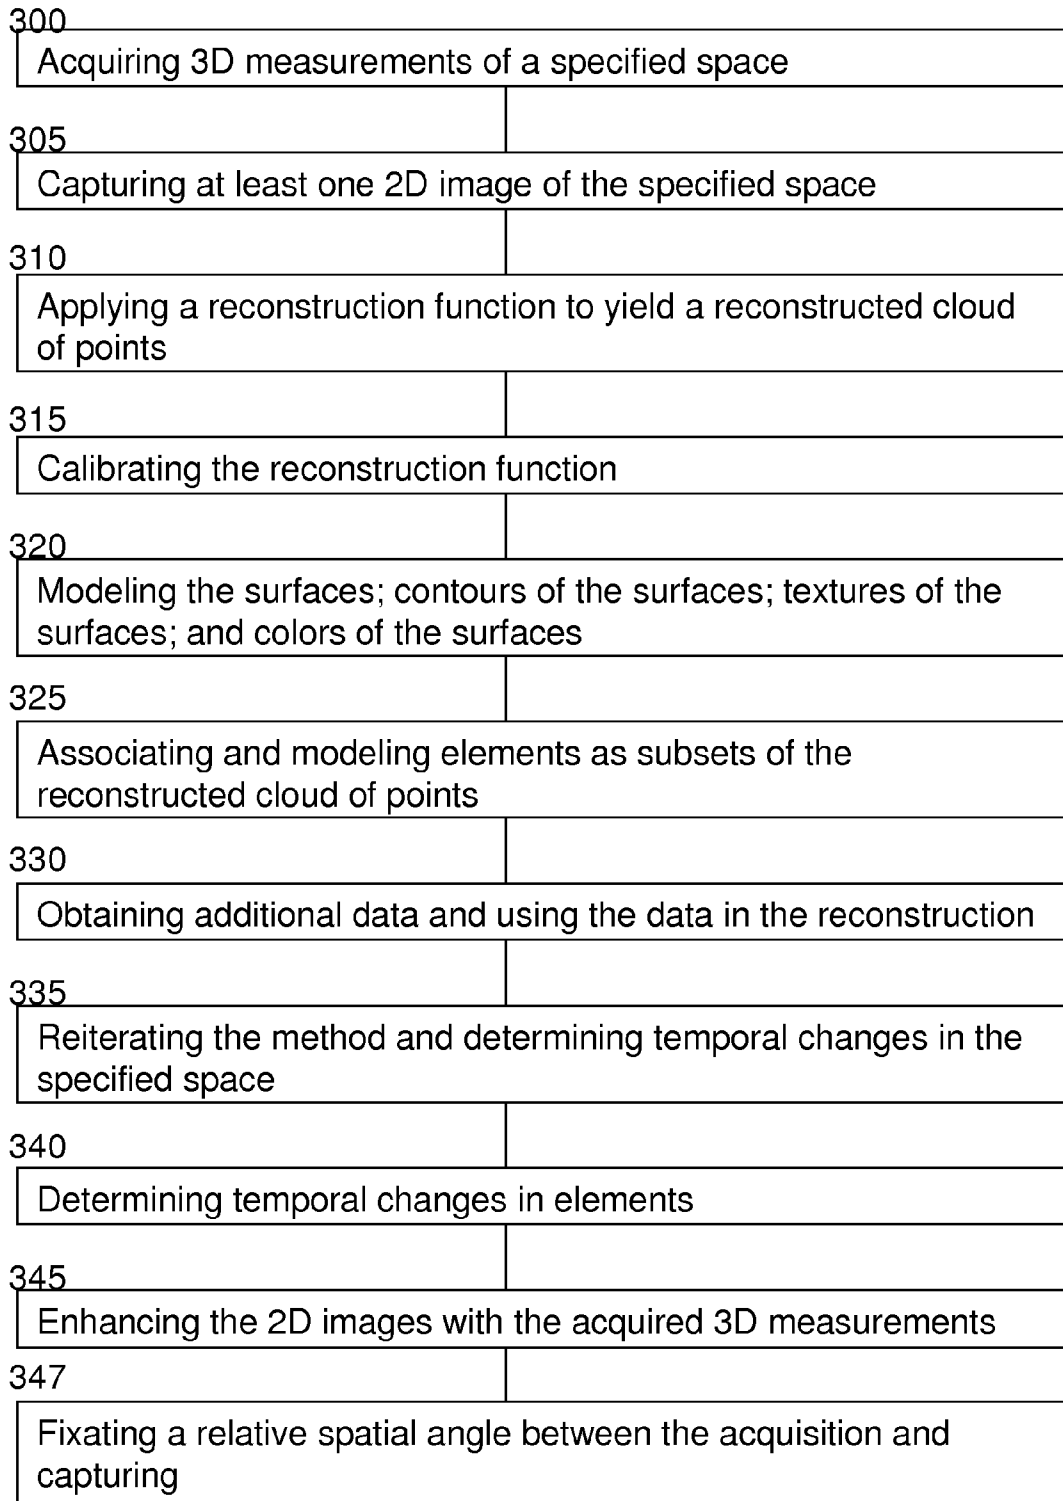 300
Acquiring 3D measurements of a specified space
305
Capturing at least one 2D image of the specified space
310
Applying a reconstruction function to yield a reconstructed cloud
of points
315
Calibrating the reconstruction function
320
Modeling the surfaces; contours of the surfaces; textures of the
surfaces; and colors of the surfaces
325
Associating and modeling elements as subsets of the
reconstructed cloud of points
330
Obtaining additional data and using the data in the reconstruction
335
Reiterating the method and determining temporal changes in the
specified space
340
Determining temporal changes in elements
345
Enhancing the 2D images with the acquired 3D measurements
347
Fixating a relative spatial angle between the acquisition and
capturing